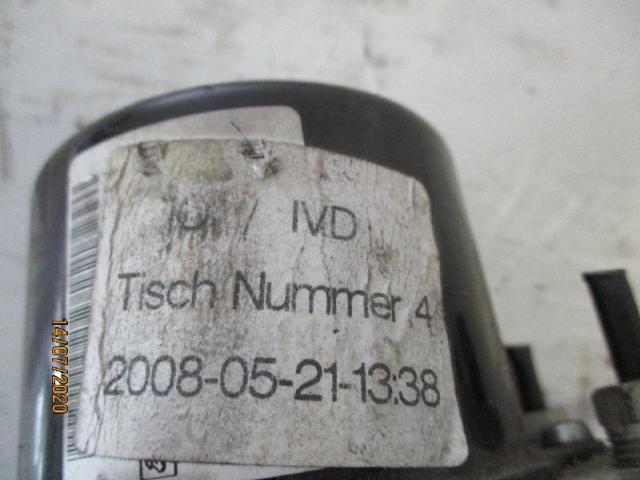 / IVD
Tisch Nummer 4
2008-05-21-13:38
14/07/2020